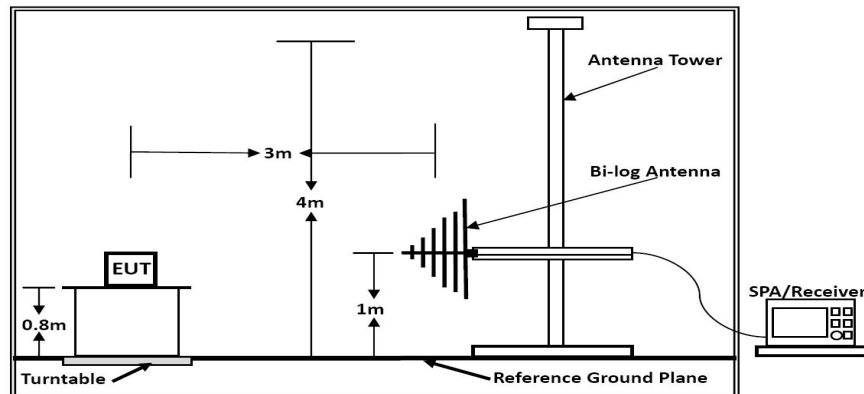 Antenna Tower
3m
Bi-log Antenna
4m
EUT
SPA/Receiver
0.8m
1m
Turntable
Reference Ground Plane